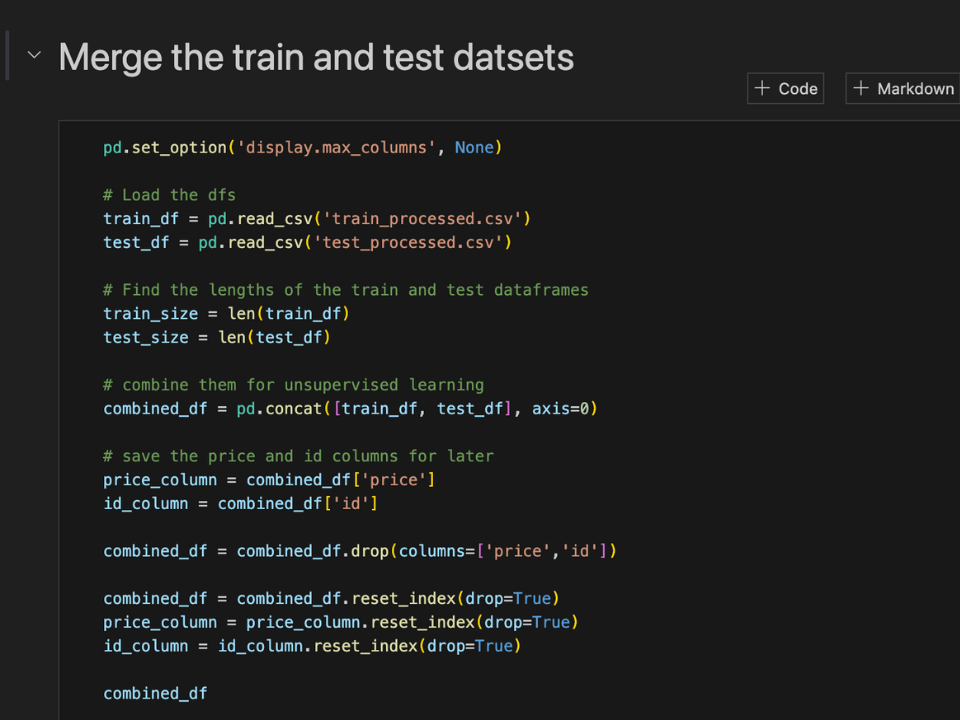 Merge the train and test datsets
+ Code + Markdown
pd.set_option('display.max_columns', None)
# Load the dfs
train_df = pd.read_csv('train_processed.csv')
test_df = pd.read_csv('test_processed.csv')
# Find the lengths of the train and test dataframes
train_size = len(train_df)
test_size = len(test_df)
# combine them for unsupervised learning
combined_df = pd.concat([train_df, test_df], axis=0)
# save the price and id columns for later
price_column = combined_df['price']
id_column = combined_df['id']
combined_df = combined_df.drop(columns=['price','id'])
combined_df = combined_df.reset_index(drop=True)
price_column = price_column.reset_index(drop=True)
id_column = id_column.reset_index(drop=True)
combined_df